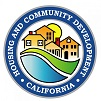 HOUSING AND COMMUNITY DEVELOPMENT
• CALIFORNIA •